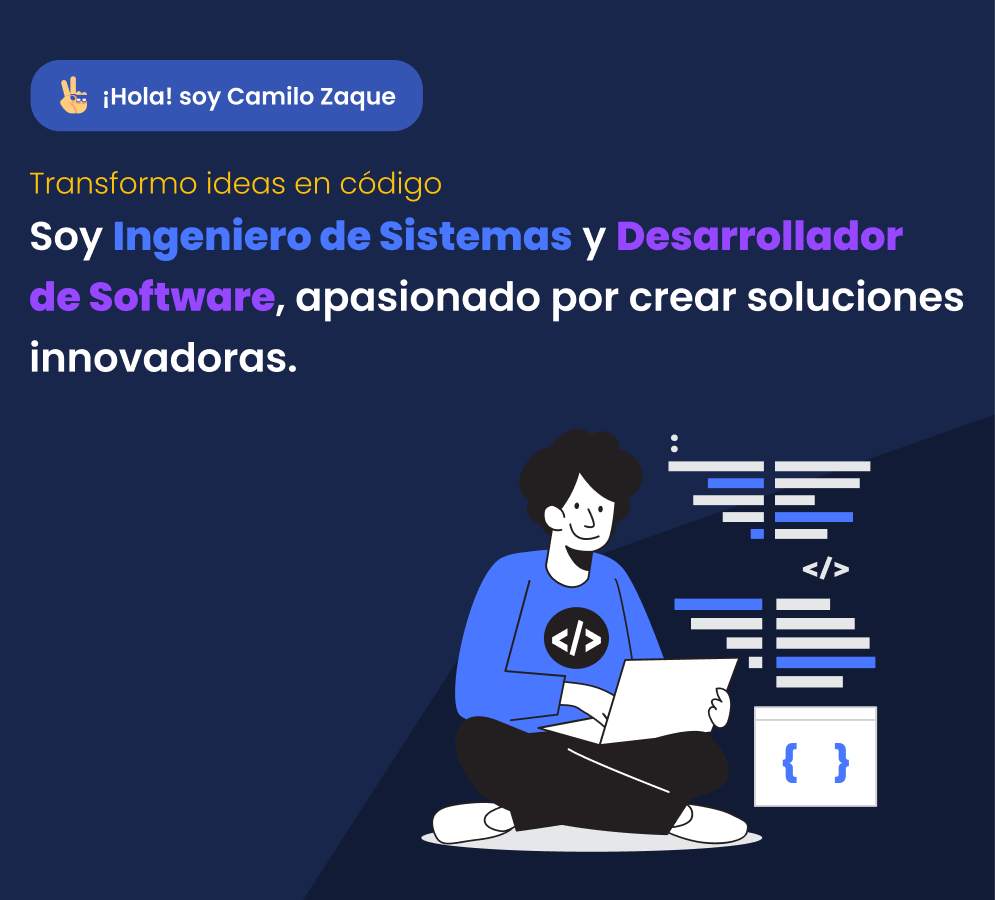 ¡Hola! soy Camilo Zaque
Transformo ideas en código
Soy Ingeniero de Sistemas y Desarrollador
de Software, apasionado por crear soluciones
innovadoras.
:
</>
</>
{ }